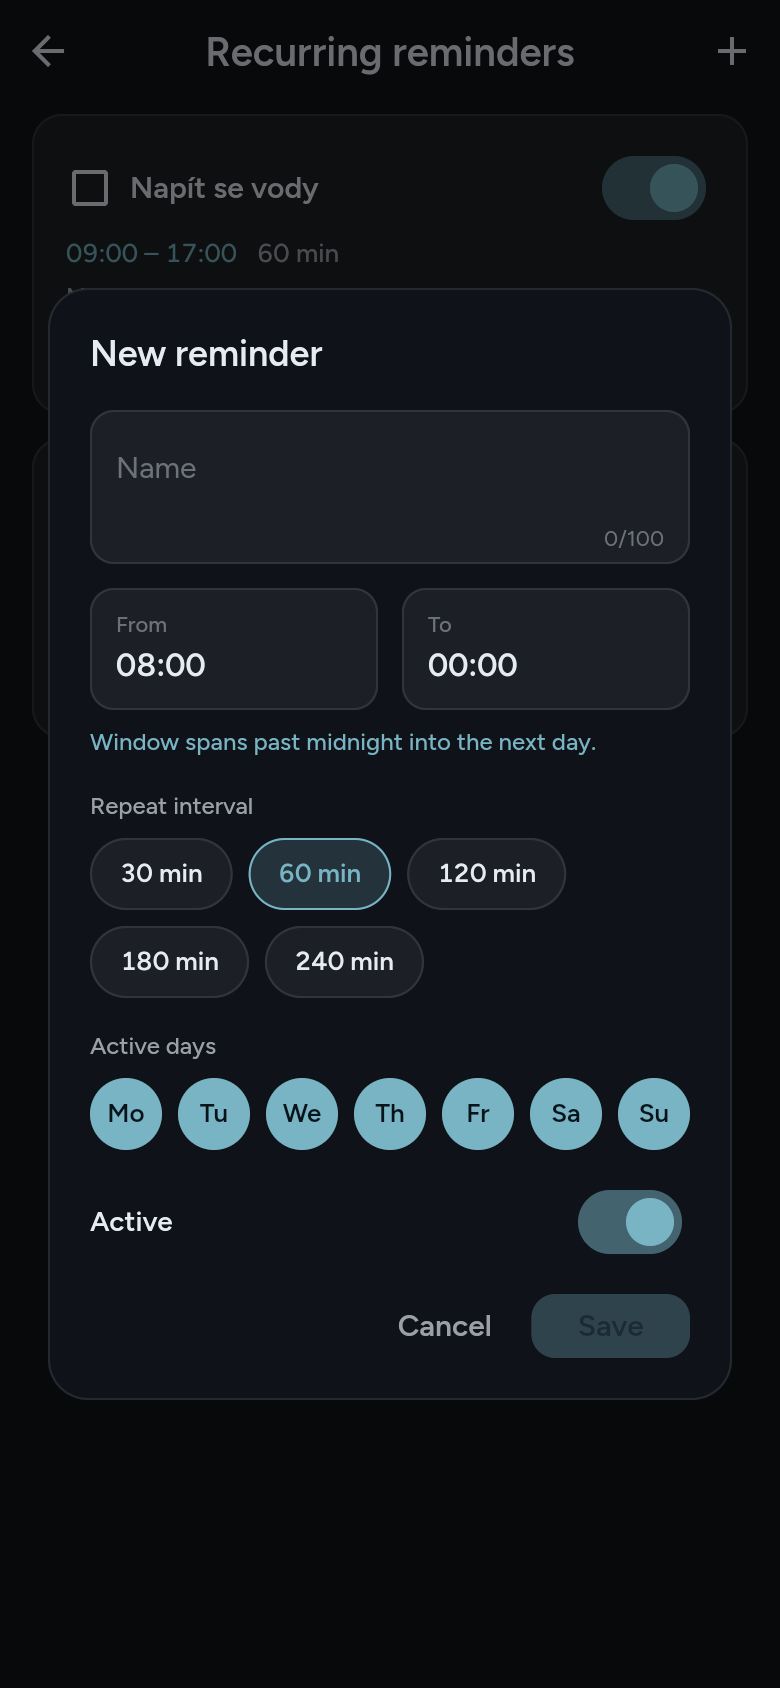 Recurring reminders
Napít se vody
09:00 – 17:00 60 min
New reminder
Name
0/100
From
To
08:00
00:00
Window spans past midnight into the next day.
Repeat interval
30 min
60 min
120 min
180 min
240 min
Active days
Mo
Tu
We
Th
Fr
Sa
Su
Active
Cancel
Save